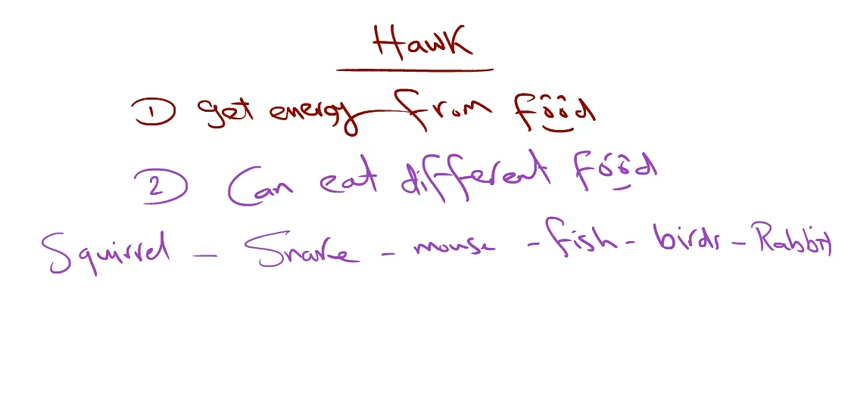 Hawk
① get energy from food
② Can eat different food
Squirrel - Snake - mouse - fish - birds - Rabbit